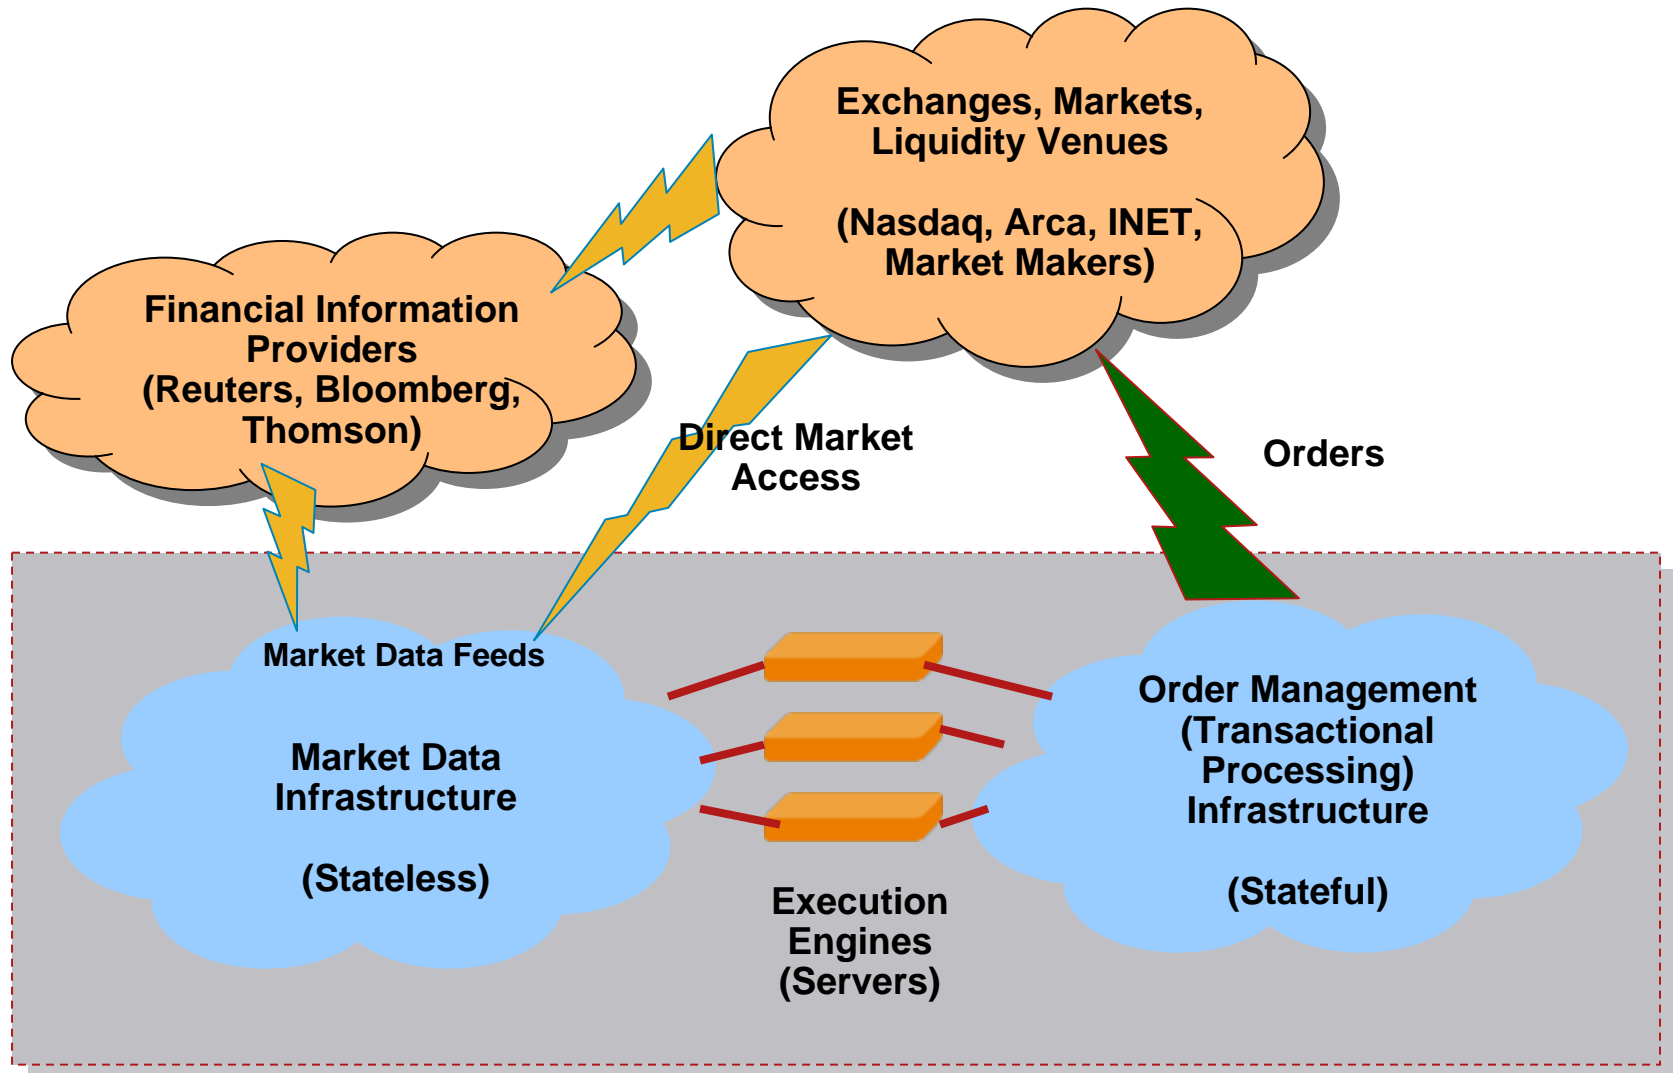 Exchanges, Markets,
Liquidity Venues
(Nasdaq, Arca, INET,
Market Makers)
Financial Information
Providers
(Reuters, Bloomberg,
Thomson)
Direct Market
Access
Orders
Market Data Feeds
Market Data
Infrastructure
(Stateless)
Execution
Engines
(Servers)
Order Management
(Transactional
Processing)
Infrastructure
(Stateful)